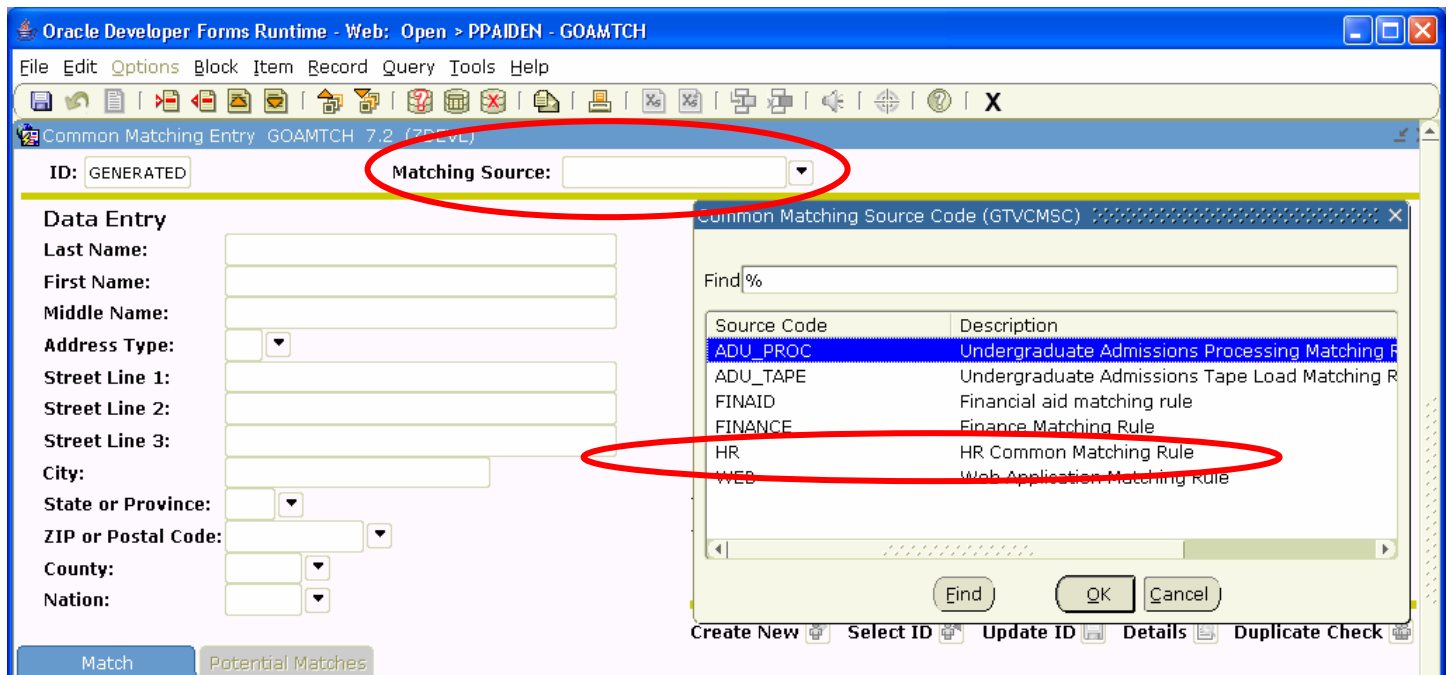 Oracle Developer Forms Runtime - Web: Open > PPAIDEN - GOAMTCH
File Edit Options Block Item Record Query Tools Help
Common Matching Entry GOAMTCH 7.2 (ZDEVL)
ID: GENERATED Matching Source:
Data Entry
Last Name:
First Name:
Middle Name:
Address Type:
Street Line 1:
Street Line 2:
Street Line 3:
City:
State or Province:
ZIP or Postal Code:
County:
Nation:
Common Matching Source Code (GTVCMSC)
Find %
Source Code Description
ADU_PROC Undergraduate Admissions Processing Matching R
ADU_TAPE Undergraduate Admissions Tape Load Matching R
FINAID Financial aid matching rule
FINANCE Finance Matching Rule
HR HR Common Matching Rule
WEB Web Application Matching Rule
Find OK Cancel
Create New Select ID Update ID Details Duplicate Check
Match Potential Matches